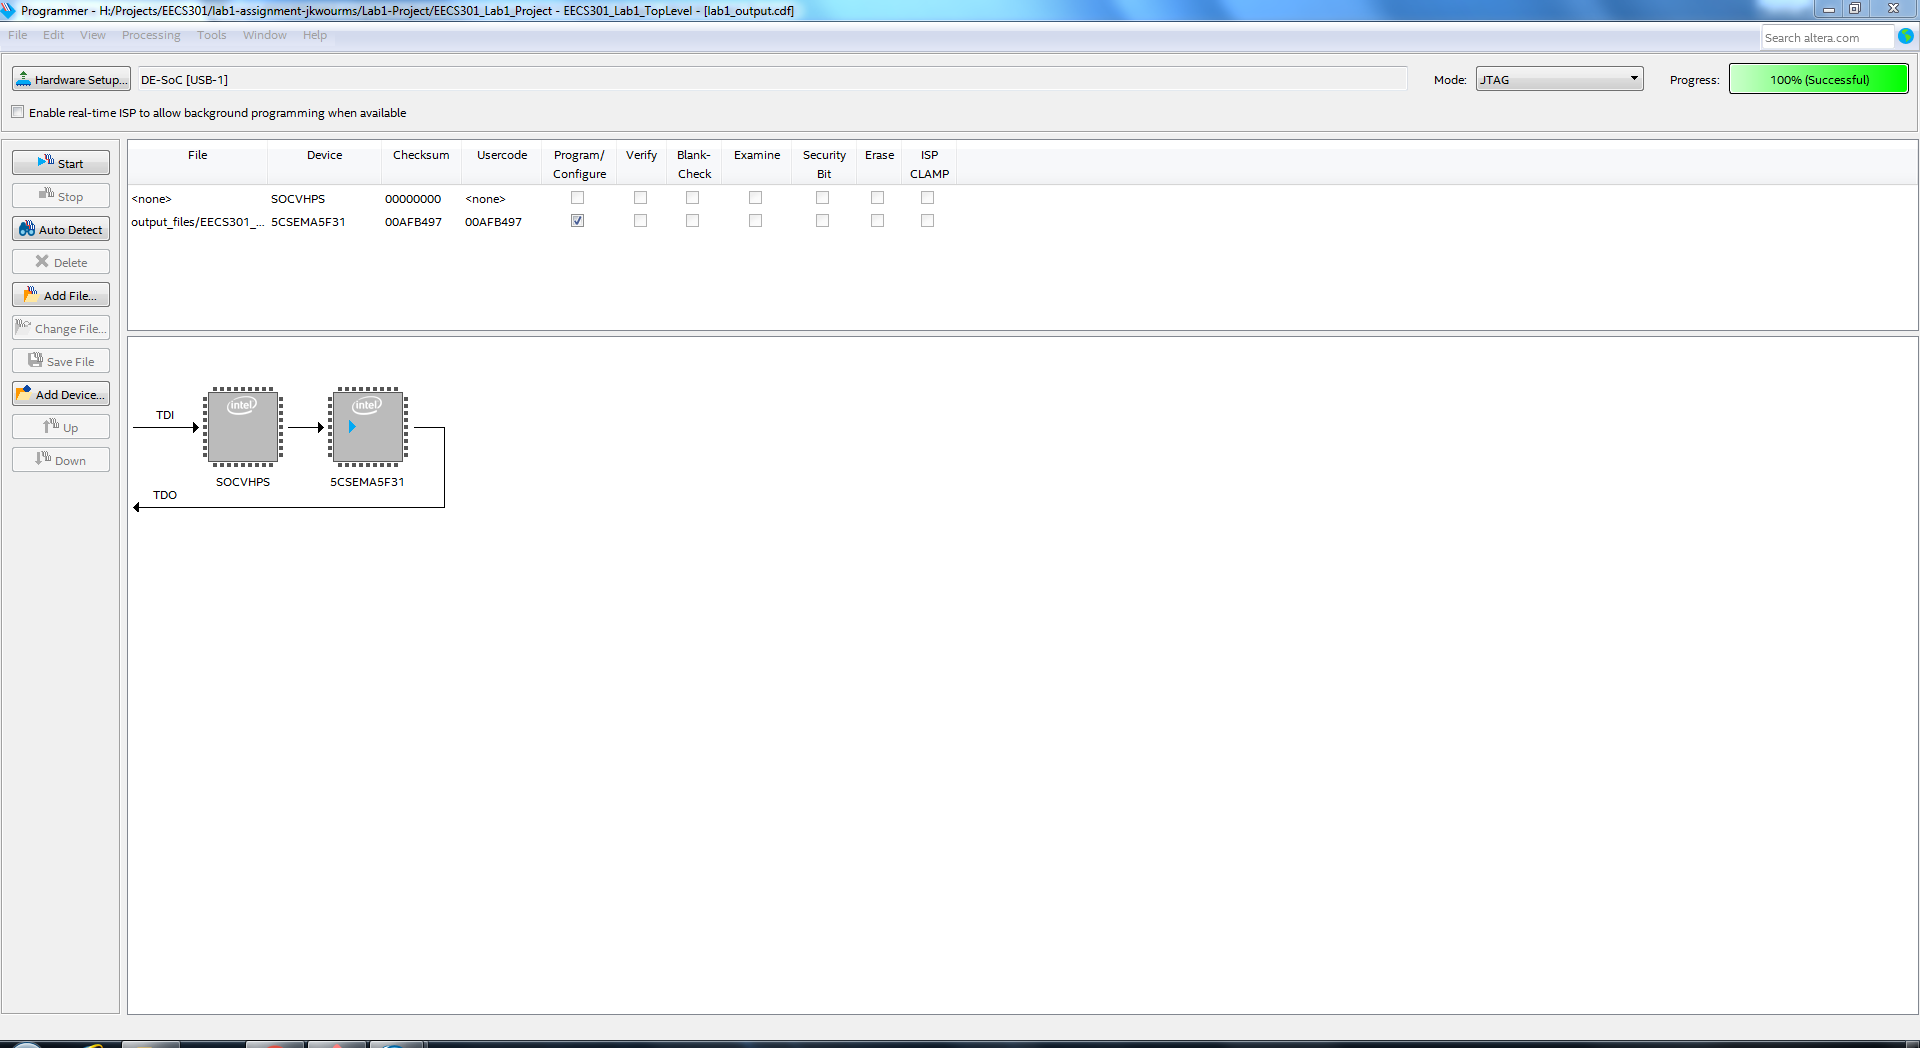 Programmer - H:/Projects/EECS301/lab1-assignment-jkwourms/Lab1-Project/EECS301_Lab1_Project - EECS301_Lab1_TopLevel - [lab1_output.cdf]
File Edit View Processing Tools Window Help
Search altera.com
Hardware Setup... DE-SoC [USB-1] Mode: JTAG Progress: 100% (Successful)
Enable real-time ISP to allow background programming when available
Start
Stop
Auto Detect
Delete
Add File...
Change File...
Save File
Add Device...
Up
Down
File Device Checksum Usercode Program/ Verify Blank- Examine Security Erase ISP
Configure Check Bit CLAMP
<none> SOCVHPS 00000000 <none>
output_files/EECS301_... 5CSEMA5F31 00AFB497 00AFB497
TDI
intel intel
SOCVHPS 5CSEMA5F31
TDO